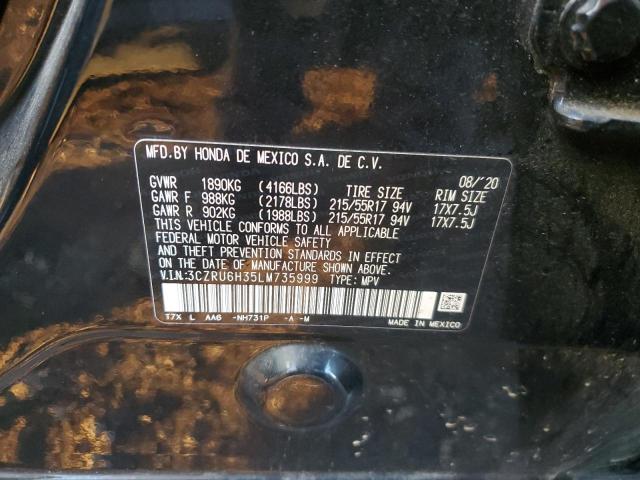 MFD.BY HONDA DE MEXICO S.A. DE C.V.
08/'20
GVWR 1890KG (4166LBS) TIRE SIZE RIM SIZE
GAWR F 988KG (2178LBS) 215/55R17 94V 17X7.5J
GAWR R 902KG (1988LBS) 215/55R17 94V 17X7.5J
THIS VEHICLE CONFORMS TO ALL APPLICABLE
FEDERAL MOTOR VEHICLE SAFETY
AND THEFT PREVENTION STANDARDS IN EFFECT
ON THE DATE OF MANUFACTURE SHOWN ABOVE.
V.I.N:3CZRU6H35LM735999 TYPE: MPV
T7X L AA6 -NH731P -A -M
MADE IN MEXICO